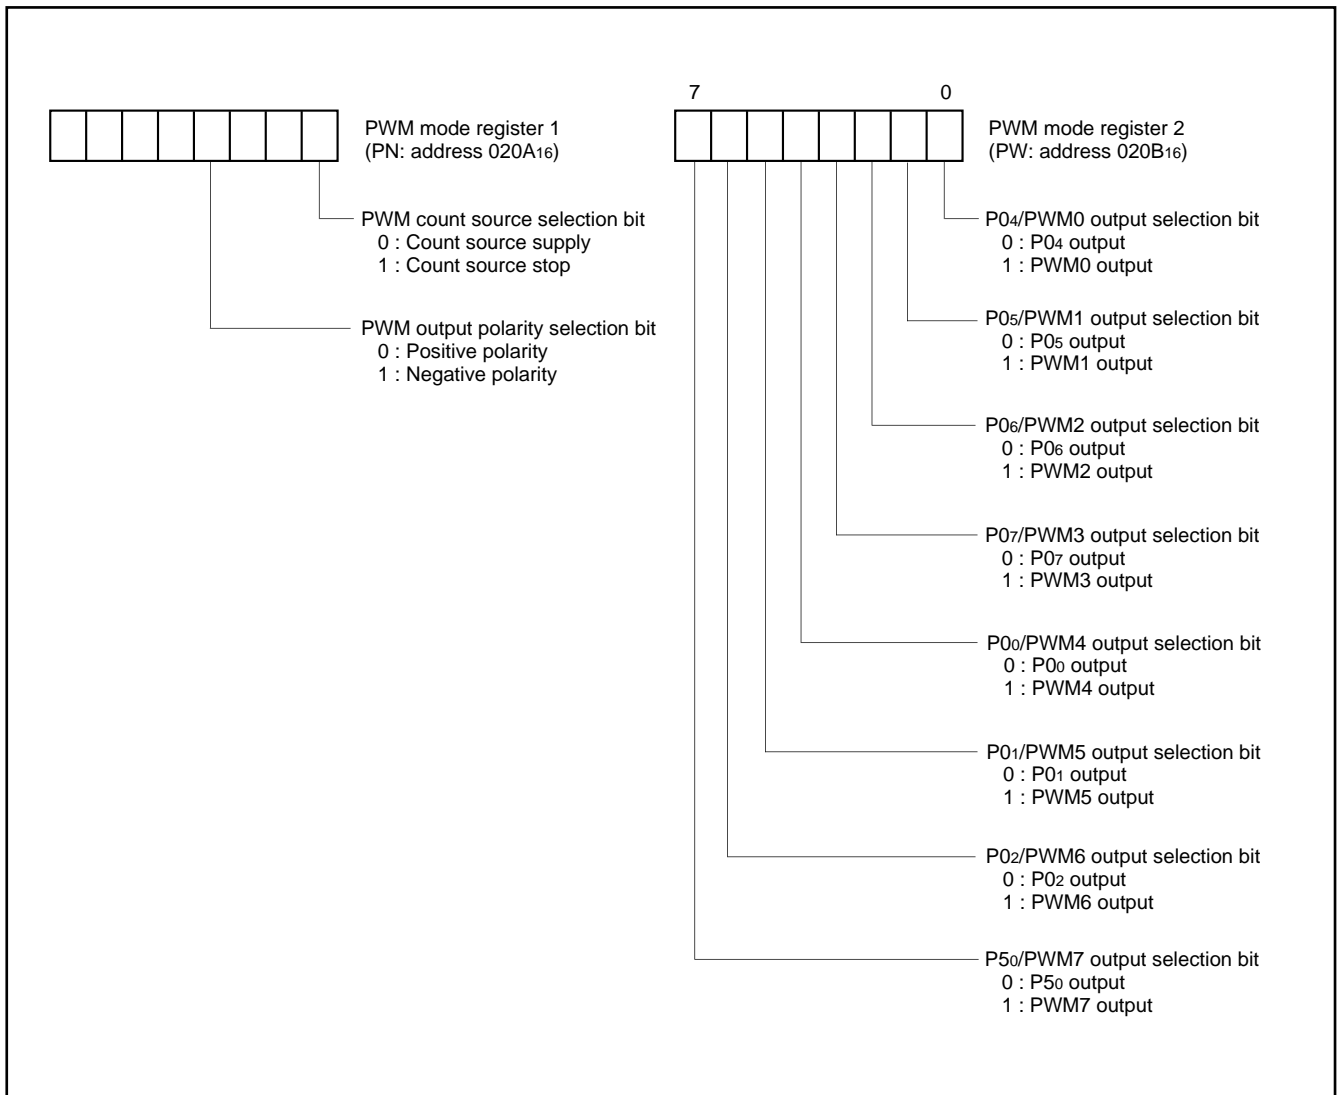 PWM mode register 1
(PN: address 020A16)
PWM count source selection bit
0 : Count source supply
1 : Count source stop
PWM output polarity selection bit
0 : Positive polarity
1 : Negative polarity
7 0
PWM mode register 2
(PW: address 020B16)
P04/PWM0 output selection bit
0 : P04 output
1 : PWM0 output
P05/PWM1 output selection bit
0 : P05 output
1 : PWM1 output
P06/PWM2 output selection bit
0 : P06 output
1 : PWM2 output
P07/PWM3 output selection bit
0 : P07 output
1 : PWM3 output
P00/PWM4 output selection bit
0 : P00 output
1 : PWM4 output
P01/PWM5 output selection bit
0 : P01 output
1 : PWM5 output
P02/PWM6 output selection bit
0 : P02 output
1 : PWM6 output
P50/PWM7 output selection bit
0 : P50 output
1 : PWM7 output